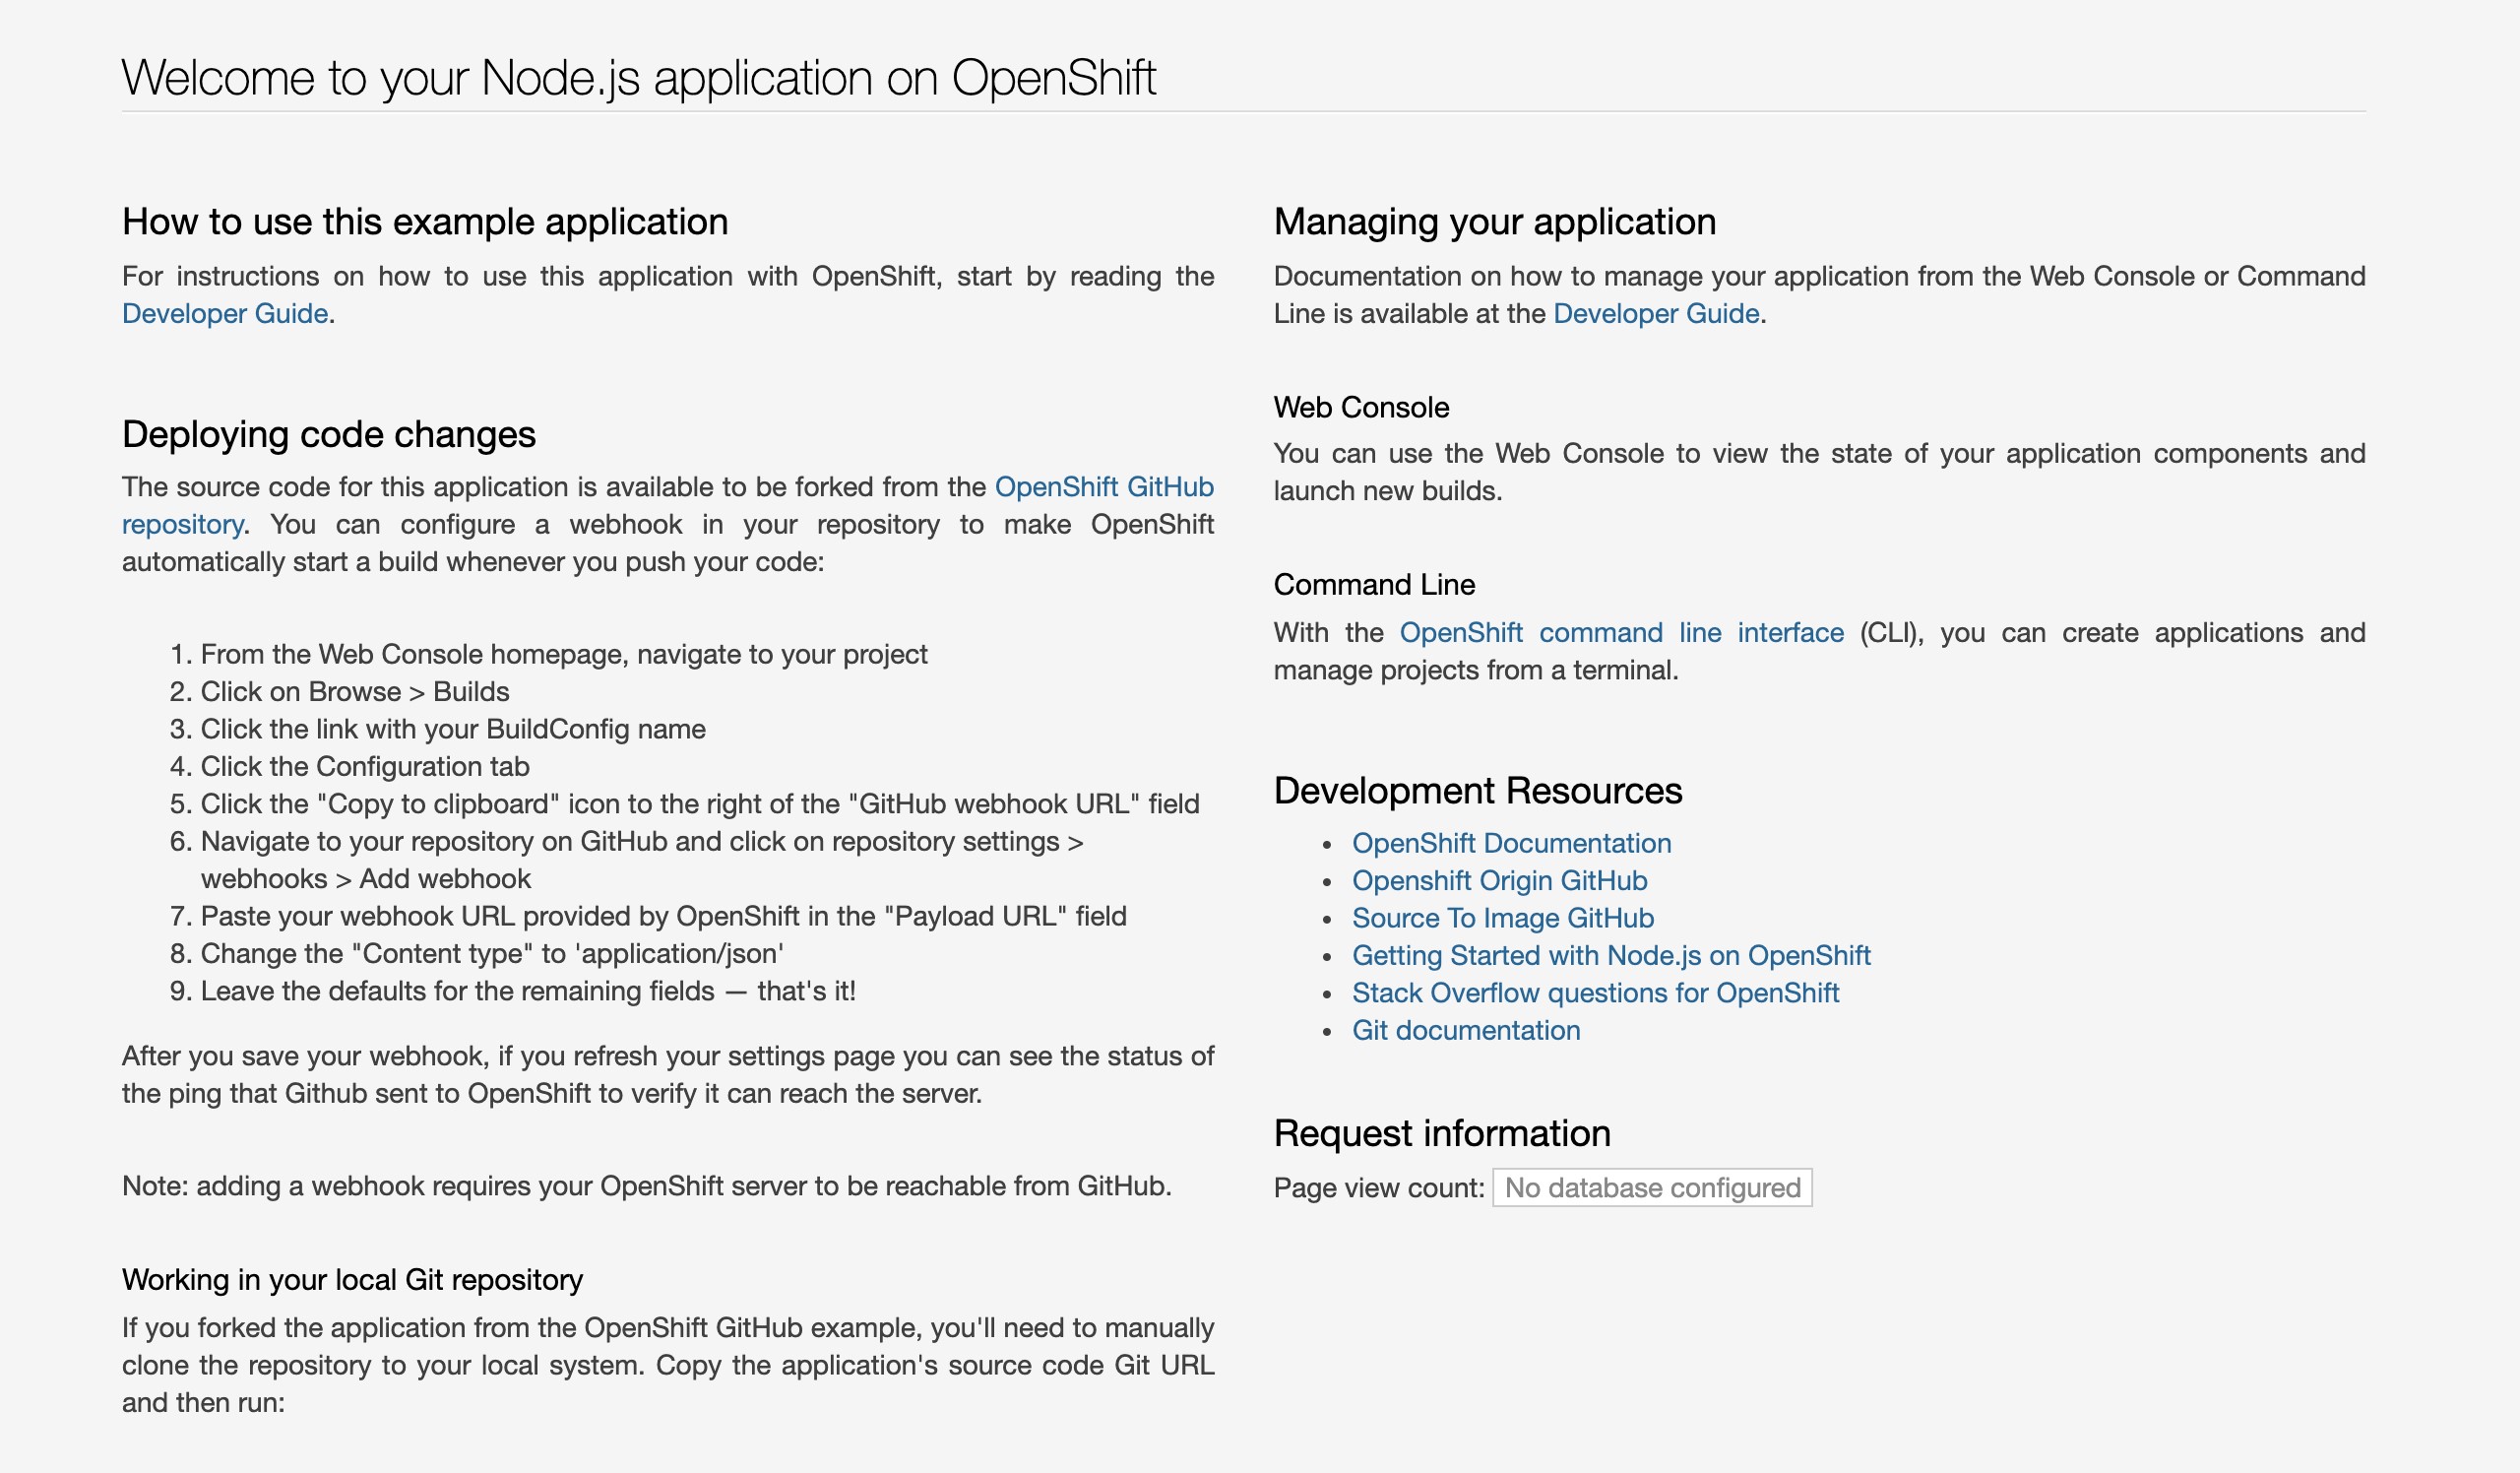 Welcome to your Node.js application on OpenShift
How to use this example application
For instructions on how to use this application with OpenShift, start by reading the
Developer Guide.
Deploying code changes
The source code for this application is available to be forked from the OpenShift GitHub
repository. You can configure a webhook in your repository to make OpenShift
automatically start a build whenever you push your code:
1. From the Web Console homepage, navigate to your project
2. Click on Browse > Builds
3. Click the link with your BuildConfig name
4. Click the Configuration tab
5. Click the "Copy to clipboard" icon to the right of the "GitHub webhook URL" field
6. Navigate to your repository on GitHub and click on repository settings >
webhooks > Add webhook
7. Paste your webhook URL provided by OpenShift in the "Payload URL" field
8. Change the "Content type" to 'application/json'
9. Leave the defaults for the remaining fields — that's it!
After you save your webhook, if you refresh your settings page you can see the status of
the ping that Github sent to OpenShift to verify it can reach the server.
Note: adding a webhook requires your OpenShift server to be reachable from GitHub.
Working in your local Git repository
If you forked the application from the OpenShift GitHub example, you'll need to manually
clone the repository to your local system. Copy the application's source code Git URL
and then run:
Managing your application
Documentation on how to manage your application from the Web Console or Command
Line is available at the Developer Guide.
Web Console
You can use the Web Console to view the state of your application components and
launch new builds.
Command Line
With the OpenShift command line interface (CLI), you can create applications and
manage projects from a terminal.
Development Resources
• OpenShift Documentation
• Openshift Origin GitHub
• Source To Image GitHub
• Getting Started with Node.js on OpenShift
• Stack Overflow questions for OpenShift
• Git documentation
Request information
Page view count: No database configured